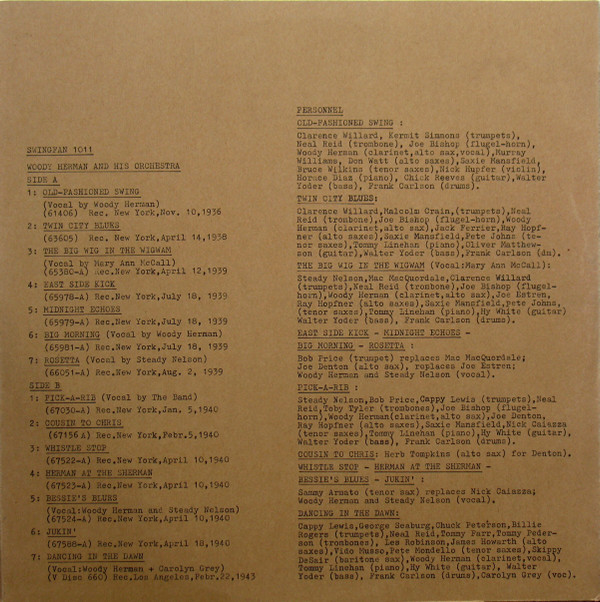 SWINGFAN 1011
WOODY HERMAN AND HIS ORCHESTRA
SIDE A
1: OLD-FASHIONED SWING
(Vocal by Woody Herman)
(61406) Rec. New York,Nov. 10,1936
2: TWIN CITY BLUES
(63605) Rec. New York,April 14,1938
3: THE BIG WIG IN THE WIGWAM
(Vocal by Mary Ann McCall)
(65380-A) Rec.New York,April 12,1939
4: EAST SIDE KICK
(65978-A) Rec.New York,July 18, 1939
5: MIDNIGHT ECHOES
(65979-A) Rec.New York,July 18, 1939
6: BIG MORNING (Vocal by Woody Herman)
(65981-A) Rec.New York,July 18, 1939
7: ROSETTA (Vocal by Steady Nelson)
(66051-A) Rec.New York,Aug. 2, 1939
SIDE B
1: PICK-A-RIB (Vocal by The Band)
(67030-A) Rec.New York,Jan. 5,1940
2: COUSIN TO CHRIS
(67156 A) Rec.New York,Febr.5,1940
3: WHISTLE STOP
(67522-A) Rec.New York,April 10,1940
4: HERMAN AT THE SHERMAN
(67523-A) Rec.New York,April 10,1940
5: BESSIE'S BLUES
(Vocal:Woody Herman and Steady Nelson)
(67524-A) Rec.New York,April 10,1940
6: JUKIN'
(67588-A) Rec.New York,April 18,1940
7: DANCING IN THE DAWN
(Vocal:Woody Herman + Carolyn Grey)
(V Disc 660) Rec.Los Angeles,Febr.22,1943
PERSONNEL
OLD-FASHIONED SWING :
Clarence Willard, Kermit Simmons (trumpets),
Neal Reid (trombone), Joe Bishop (flugel-horn),
Woody Herman (clarinet,alto sax,vocal),Murray
Williams, Don Watt (alto saxes),Saxie Mansfield,
Bruce Wilkins (tenor saxes),Nick Hupfer (violin),
Horace Diaz (piano), Chick Reeves (guitar),Walter
Yoder (bass), Frank Carlson (drums).
TWIN CITY BLUES:
Clarence Willard,Malcolm Crain,(trumpets),Neal
Reid (trombone),Joe Bishop (flugel-horn),Woody
Herman (clarinet,alto sax),Jack Ferrier,Ray Hopf-
ner (alto saxes),Saxie Mansfield,Pete Johns (te-
nor saxes),Tommy Linehan (piano),Oliver Matthew-
son (guitar),Walter Yoder (bass),Frank Carlson (dm).
THE BIG WIG IN THE WIGWAM (Vocal:Mary Ann McCall):
Steady Nelson,Mac MacQuordale,Clarence Willard
(trumpets),Neal Reid (trombone),Joe Bishop (flugel-
horn),Woody Herman (clarinet,alto sax),Joe Estren,
Ray Hopfner (alto saxes),Saxie Mansfield,Pete Johns,
(tenor saxes),Tommy Linehan (piano),Hy White (guitar)
Walter Yoder (bass), Frank Carlson (drums).
EAST SIDE KICK - MIDNIGHT ECHOES -
BIG MORNING - ROSETTA :
Bob Price (trumpet) replaces Mac MacQuordale;
Joe Denton (alto sax), replaces Joe Estren;
Woody Herman and Steady Nelson (vocal).
PICK-A-RIB :
Steady Nelson,Bob Price,Cappy Lewis (trumpets),Neal
Reid,Toby Tyler (trombones),Joe Bishop (flugel-
horn),Woody Herman(clarinet,alto sax),Joe Denton,
Ray Hopfner (alto saxes),Saxie Mansfield,Nick Caiazza
(tenor saxes),Tommy Linehan (piano),Hy White (guitar),
Walter Yoder (bass), Frank Carlson (drums).
COUSIN TO CHRIS: Herb Tompkins (alto sax) for Denton.
WHISTLE STOP - HERMAN AT THE SHERMAN -
BESSIE'S BLUES - JUKIN' :
Sammy Armato (tenor sax) replaces Nick Caiazza;
Woody Herman and Steady Nelson (vocal).
DANCING IN THE DAWN:
Cappy Lewis,George Seaburg,Chuck Peterson,Billie
Rogers (trumpets),Neal Reid,Tommy Farr,Tommy Peder-
son (trombones), Les Robinson,James Howarth (alto
saxes),Vido Musso,Pete Mondello (tenor saxes),Skippy
DeSair (baritone sax),Woody Herman (clarinet,vocal),
Tommy Linehan (piano),Hy White (guitar), Walter
Yoder (bass), Frank Carlson (drums),Carolyn Grey (voc).